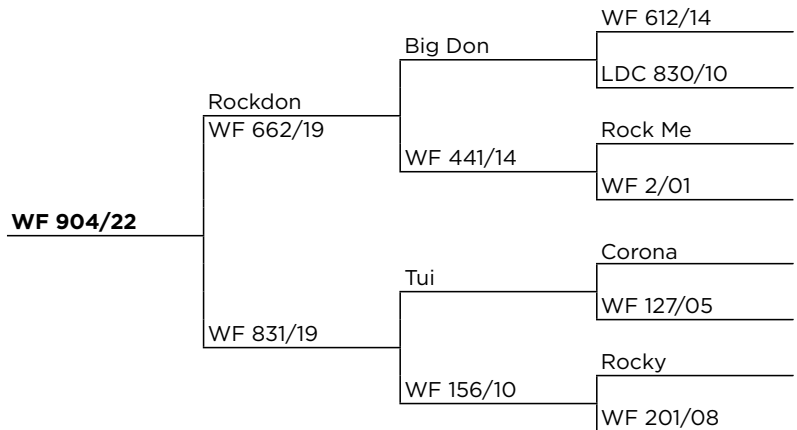 WF 612/14
Big Don
LDC 830/10
Rockdon
WF 662/19
Rock Me
WF 441/14
WF 2/01
WF 904/22
Corona
Tui
WF 127/05
WF 831/19
Rocky
WF 156/10
WF 201/08